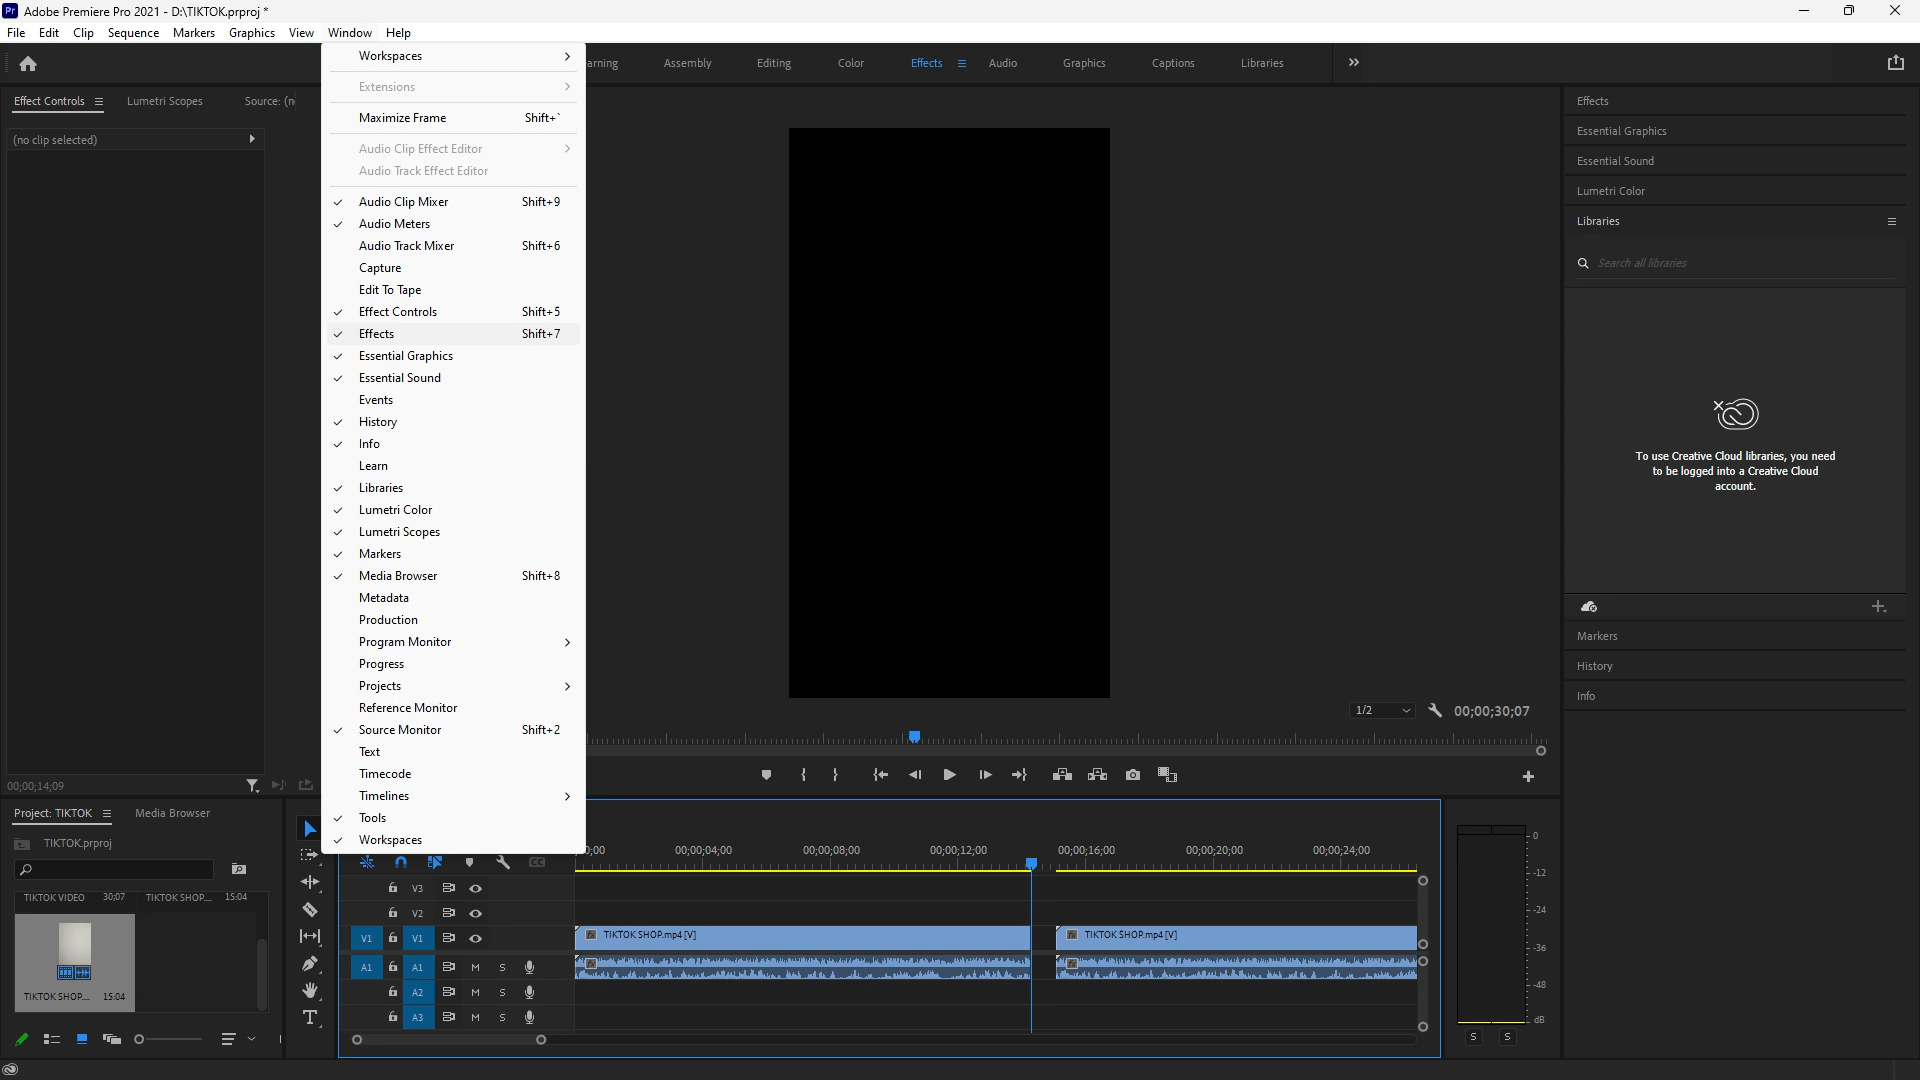 Adobe Premiere Pro 2021 - D:\TIKTOK.prproj *
File Edit Clip Sequence Markers Graphics View Window Help
arning Assembly Editing Color Effects Audio Graphics Captions Libraries
Effect Controls Lumetri Scopes Source: (n
(no clip selected)
Workspaces
Extensions
Maximize Frame Shift+`
Audio Clip Effect Editor
Audio Track Effect Editor
Audio Clip Mixer Shift+9
Audio Meters
Audio Track Mixer Shift+6
Capture
Edit To Tape
Effect Controls Shift+5
Effects Shift+7
Essential Graphics
Essential Sound
Events
History
Info
Learn
Libraries
Lumetri Color
Lumetri Scopes
Markers
Media Browser Shift+8
Metadata
Production
Program Monitor
Progress
Projects
Reference Monitor
Source Monitor Shift+2
Text
Timecode
Timelines
Tools
Workspaces
1/2 00;00;30;07
Effects
Essential Graphics
Essential Sound
Lumetri Color
Libraries
Search all libraries
To use Creative Cloud libraries, you need
to be logged into a Creative Cloud
account.
Markers
History
Info
00;00;14;09
Project: TIKTOK Media Browser
TIKTOK.prproj
TIKTOK VIDEO 30;07 TIKTOK SHOP... 15:04
TIKTOK SHOP... 15:04
;00 00;00;04;00 00;00;08;00 00;00;12;00 00;00;16;00 00;00;20;00 00;00;24;00
V3
V2
V1 V1 TIKTOK SHOP.mp4 [V] TIKTOK SHOP.mp4 [V]
A1 A1 M S
A2 M S
A3 M S
0
-12
-24
-36
-48
dB
S S